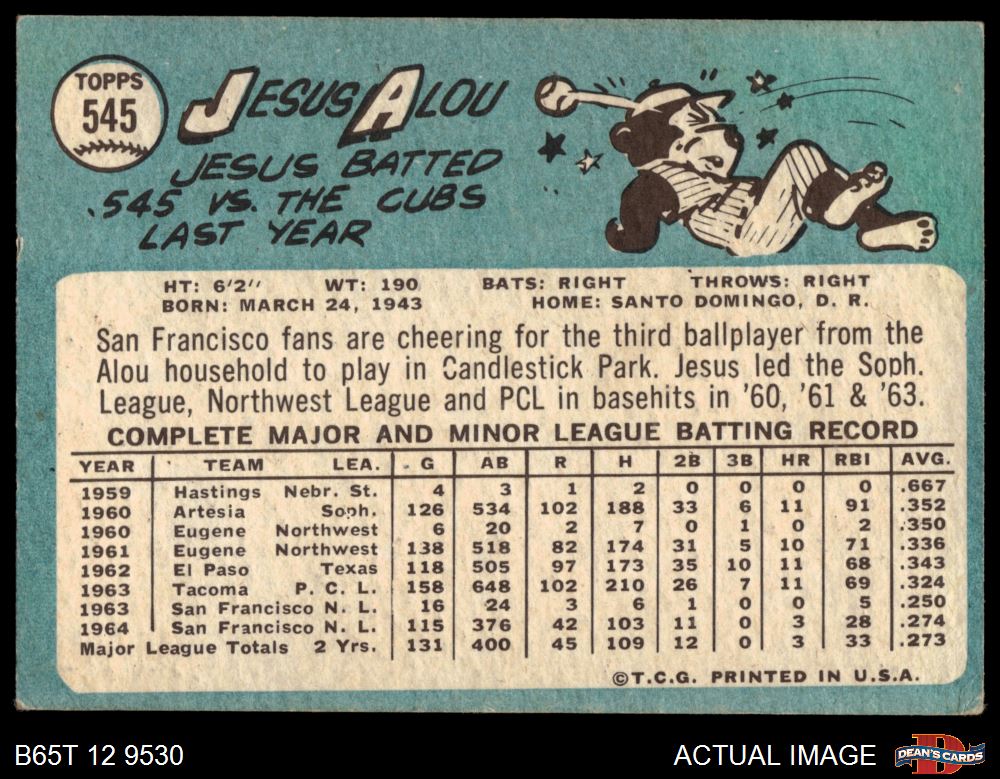 TOPPS
545
JESUS ALOU
JESUS BATTED
.545 VS. THE CUBS
LAST YEAR
HT: 6'2" WT: 190 BATS: RIGHT THROWS: RIGHT
BORN: MARCH 24, 1943 HOME: SANTO DOMINGO, D. R.
San Francisco fans are cheering for the third ballplayer from the
Alou household to play in Candlestick Park. Jesus led the Soph.
League, Northwest League and PCL in basehits in '60, '61 & '63.
COMPLETE MAJOR AND MINOR LEAGUE BATTING RECORD
YEAR TEAM LEA. G AB R H 2B 3B HR RBI AVG.
1959 Hastings Nebr. St. 4 3 1 2 0 0 0 0 .667
1960 Artesia Soph. 126 534 102 188 33 6 11 91 .352
1960 Eugene Northwest 6 20 2 7 0 1 0 2 .350
1961 Eugene Northwest 138 518 82 174 31 5 10 71 .336
1962 El Paso Texas 118 505 97 173 35 10 11 68 .343
1963 Tacoma P. C. L. 158 648 102 210 26 7 11 69 .324
1963 San Francisco N. L. 16 24 3 6 1 0 0 5 .250
1964 San Francisco N. L. 115 376 42 103 11 0 3 28 .274
Major League Totals 2 Yrs. 131 400 45 109 12 0 3 33 .273
©T.C.G. PRINTED IN U.S.A.
B65T 12 9530 ACTUAL IMAGE DEAN'S CARDS